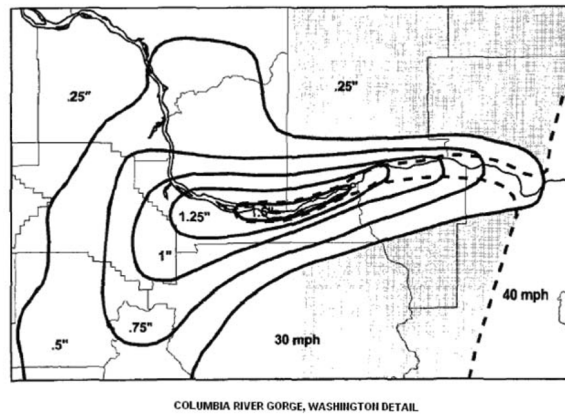 .25"
.25"
1.25"
1.5"
1"
40 mph
.75"
.5"
30 mph
COLUMBIA RIVER GORGE, WASHINGTON DETAIL